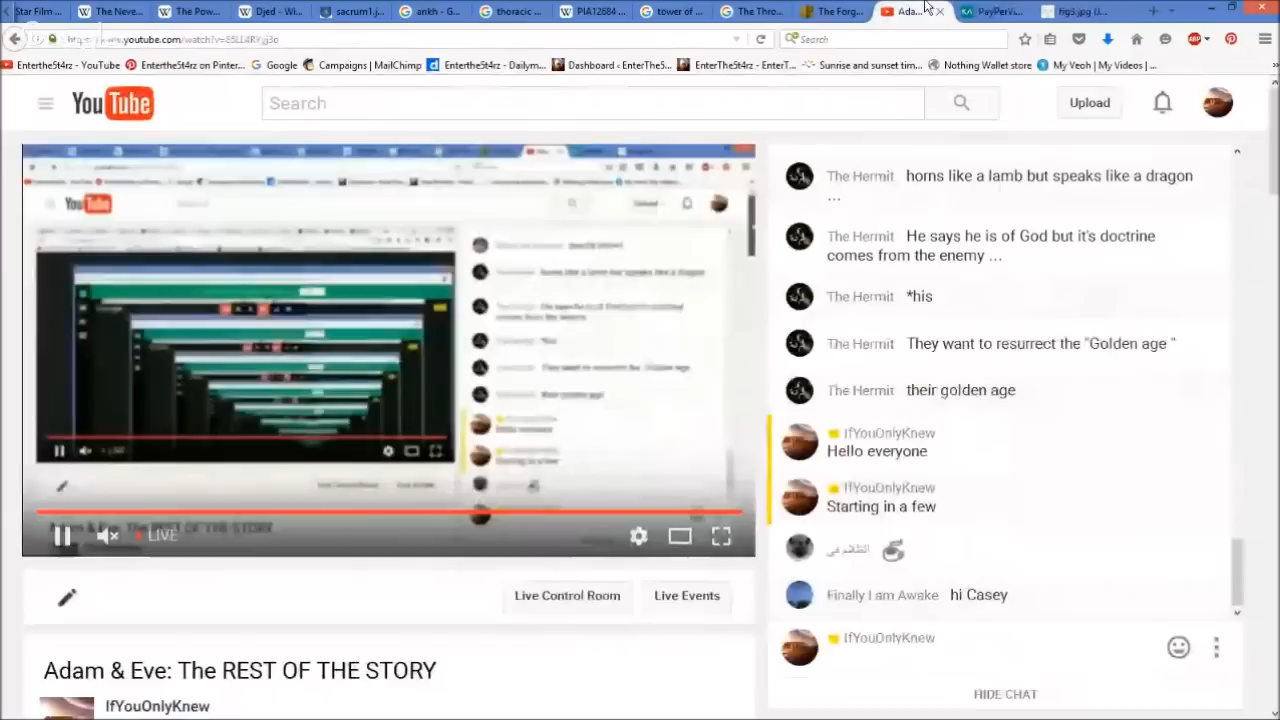 Star Film ...
The Neve...
The Pow...
Djed - Wi...
sacrum1.j...
ankh - G...
thoracic ...
PIA12684 ...
tower of ...
The Thro...
The Forg...
Ada...
PayPerVi...
fig3.jpg (I...
www.youtube.com/watch?v=
Search
EntertheSt4rz - YouTube
EntertheSt4rz on Pinter...
Google
Campaigns | MailChimp
EntertheSt4rz - Dailym...
Dashboard ‹ EnterTheS...
EnterTheSt4rz - EnterT...
Sunrise and sunset tim...
Nothing Wallet store
My Veoh | My Videos | ...
YouTube
Search
Upload
YouTube
The Hermit horns like a lamb but speaks like a dragon
...
The Hermit He says he is of God but it's doctrine
comes from the enemy ...
The Hermit *his
The Hermit They want to resurrect the "Golden age "
The Hermit their golden age
IfYouOnlyKnew
Hello everyone
IfYouOnlyKnew
Starting in a few
Finally I am Awake hi Casey
IfYouOnlyKnew
HIDE CHAT
LIVE
Live Control Room
Live Events
Adam & Eve: The REST OF THE STORY
IfYouOnlyKnew